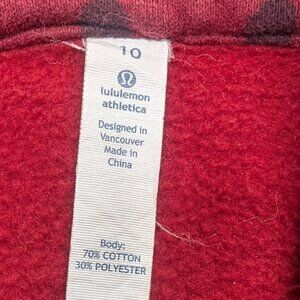 10
lululemon
athletica
Designed in
Vancouver
Made in
China
Body:
70% COTTON
30% POLYESTER